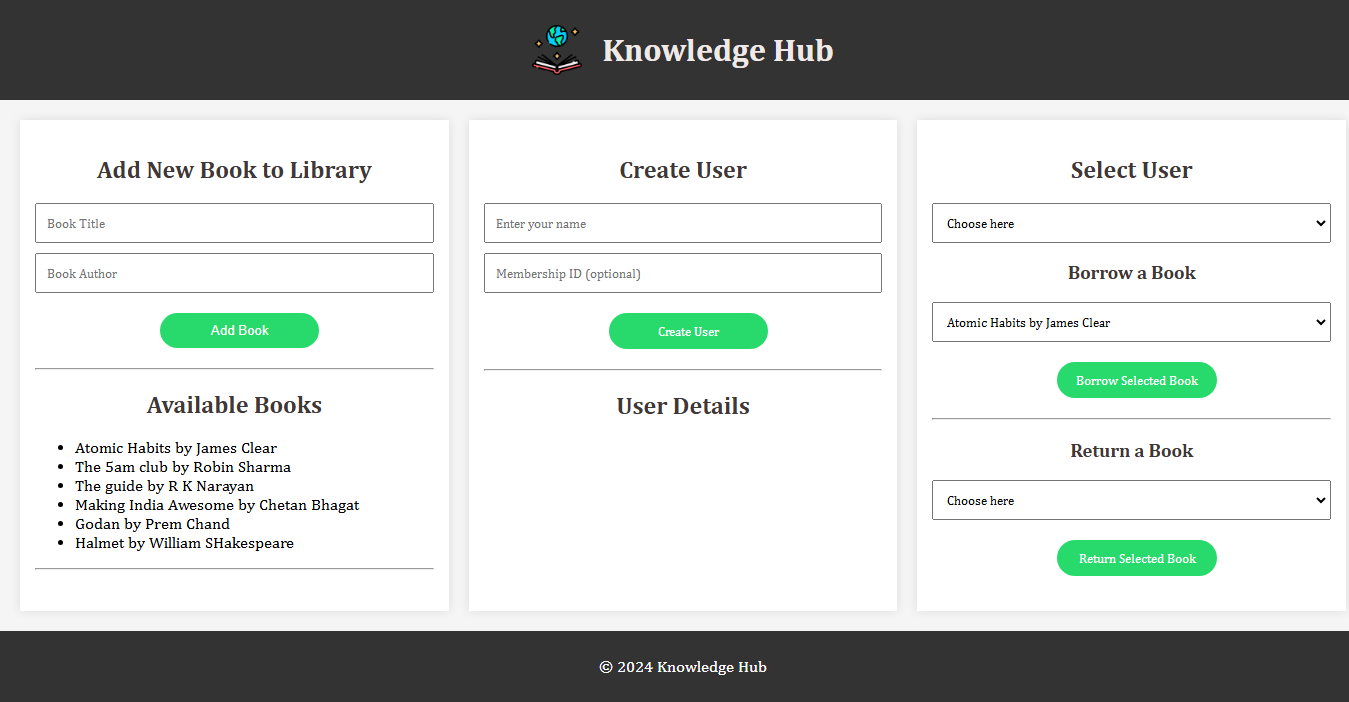 Knowledge Hub
Add New Book to Library
Book Title
Book Author
Add Book
Available Books
Atomic Habits by James Clear
The 5am club by Robin Sharma
The guide by R K Narayan
Making India Awesome by Chetan Bhagat
Godan by Prem Chand
Halmet by William SHakespeare
Create User
Enter your name
Membership ID (optional)
Create User
User Details
Select User
Choose here
Borrow a Book
Atomic Habits by James Clear
Borrow Selected Book
Return a Book
Choose here
Return Selected Book
© 2024 Knowledge Hub